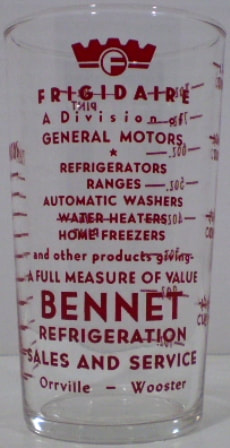 F
FRIGIDAIRE
A Division of
GENERAL MOTORS
★
REFRIGERATORS
RANGES
AUTOMATIC WASHERS
WATER HEATERS
HOME FREEZERS
and other products giving
A FULL MEASURE OF VALUE
BENNET
REFRIGERATION
SALES AND SERVICE
Orrville — Wooster